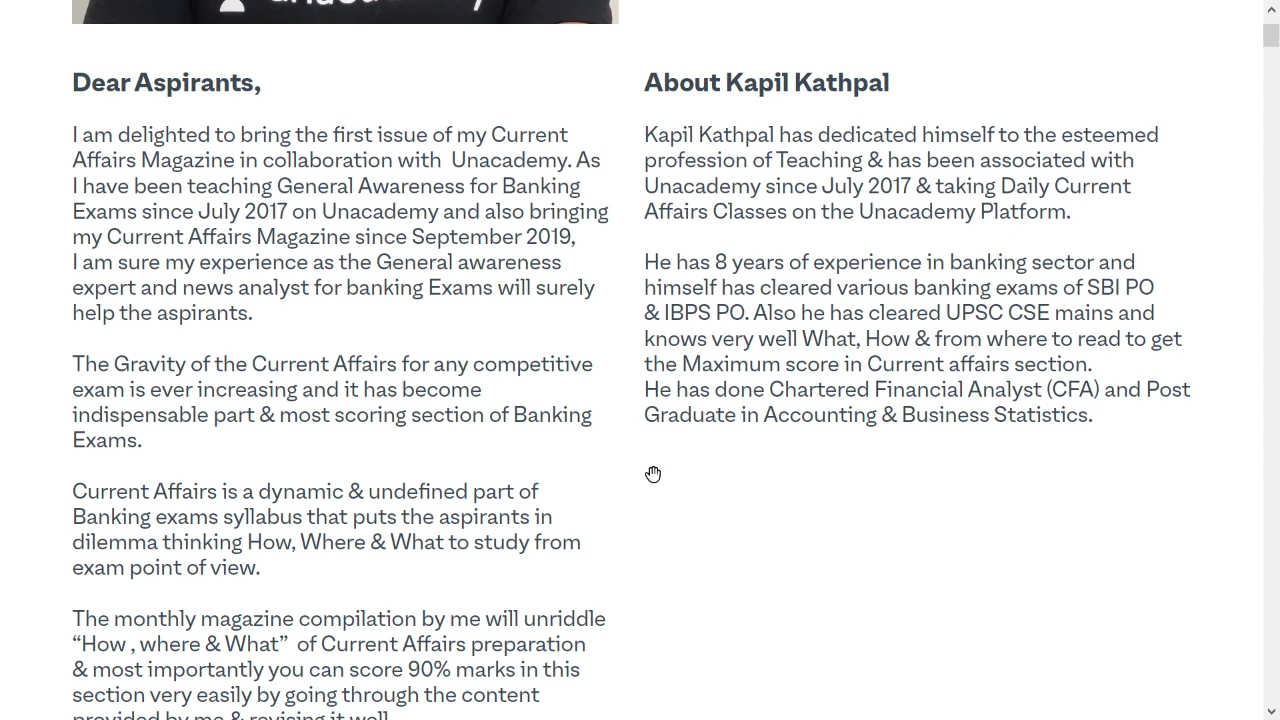 Dear Aspirants,
I am delighted to bring the first issue of my Current
Affairs Magazine in collaboration with  Unacademy. As
I have been teaching General Awareness for Banking
Exams since July 2017 on Unacademy and also bringing
my Current Affairs Magazine since September 2019,
I am sure my experience as the General awareness
expert and news analyst for banking Exams will surely
help the aspirants.
The Gravity of the Current Affairs for any competitive
exam is ever increasing and it has become
indispensable part & most scoring section of Banking
Exams.
Current Affairs is a dynamic & undefined part of
Banking exams syllabus that puts the aspirants in
dilemma thinking How, Where & What to study from
exam point of view.
The monthly magazine compilation by me will unriddle
“How , where & What”  of Current Affairs preparation
& most importantly you can score 90% marks in this
section very easily by going through the content
provided by me & revising it well.
About Kapil Kathpal
Kapil Kathpal has dedicated himself to the esteemed
profession of Teaching & has been associated with
Unacademy since July 2017 & taking Daily Current
Affairs Classes on the Unacademy Platform.
He has 8 years of experience in banking sector and
himself has cleared various banking exams of SBI PO
& IBPS PO. Also he has cleared UPSC CSE mains and
knows very well What, How & from where to read to get
the Maximum score in Current affairs section.
He has done Chartered Financial Analyst (CFA) and Post
Graduate in Accounting & Business Statistics.